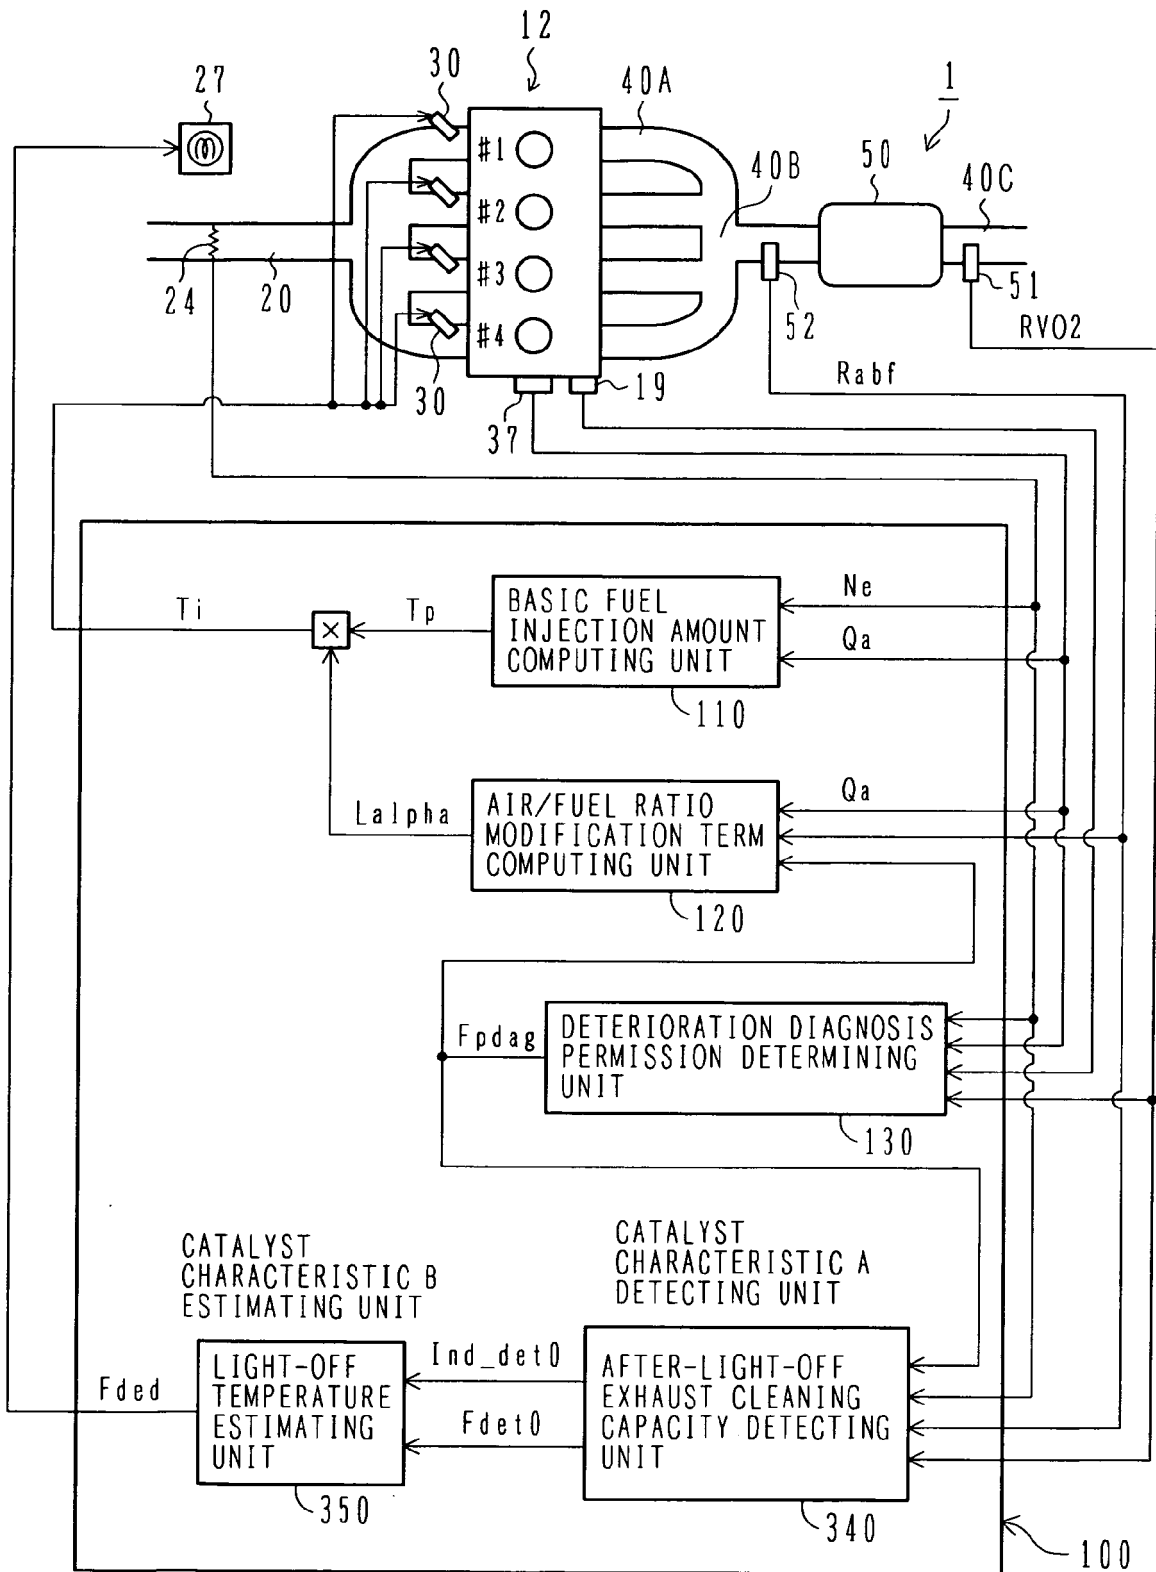 12
30
40A
27
1
#1
40B
50
40C
#2
#3
24
20
52
51
#4
RVO2
30
19
Rabf
37
Ti
Tp
BASIC FUEL
INJECTION AMOUNT
COMPUTING UNIT
Ne
Qa
110
Lalpha
AIR/FUEL RATIO
MODIFICATION TERM
COMPUTING UNIT
Qa
120
Fpdag
DETERIORATION DIAGNOSIS
PERMISSION DETERMINING
UNIT
130
CATALYST
CHARACTERISTIC B
ESTIMATING UNIT
CATALYST
CHARACTERISTIC A
DETECTING UNIT
Fded
LIGHT-OFF
TEMPERATURE
ESTIMATING
UNIT
Ind_det0
Fdet0
AFTER-LIGHT-OFF
EXHAUST CLEANING
CAPACITY DETECTING
UNIT
350
340
100